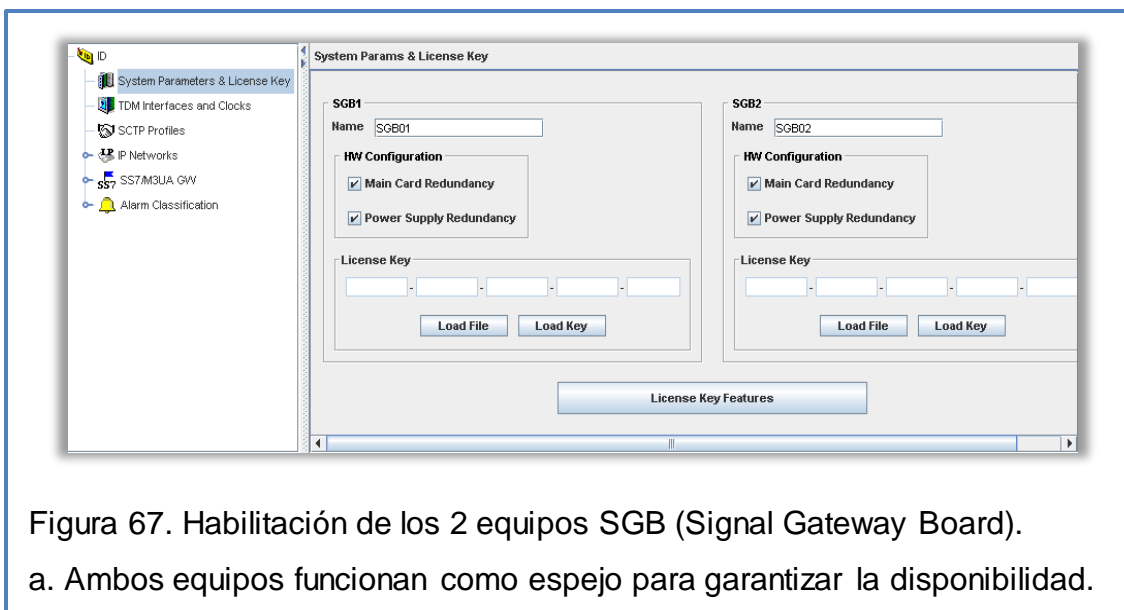 ID
System Parameters & License Key
TDM Interfaces and Clocks
SCTP Profiles
IP Networks
SS7/M3UA GW
Alarm Classification
System Params & License Key
SGB1
Name SGB01
HW Configuration
Main Card Redundancy
Power Supply Redundancy
License Key
- - - -
Load File Load Key
SGB2
Name SGB02
HW Configuration
Main Card Redundancy
Power Supply Redundancy
License Key
- - - -
Load File Load Key
License Key Features
Figura 67. Habilitación de los 2 equipos SGB (Signal Gateway Board).
a. Ambos equipos funcionan como espejo para garantizar la disponibilidad.